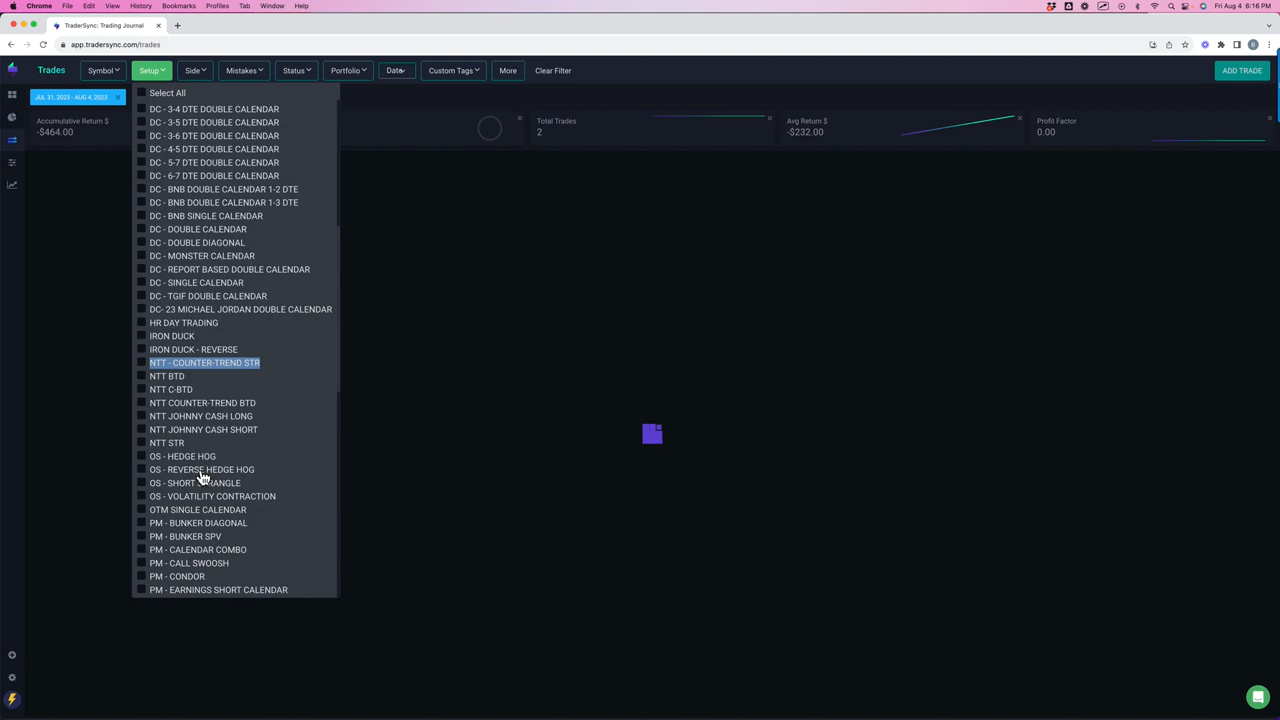 Chrome File Edit View History Bookmarks Profiles Tab Window Help Fri Aug 4 6:16 PM
TraderSync: Trading Journal
app.tradersync.com/trades
Trades Symbol Setup Side Mistakes Status Portfolio Date Custom Tags More Clear Filter ADD TRADE
JUL 31, 2023 - AUG 4, 2023
Accumulative Return $ Total Trades Avg Return $ Profit Factor
-$464.00 2 -$232.00 0.00
Select All
DC - 3-4 DTE DOUBLE CALENDAR
DC - 3-5 DTE DOUBLE CALENDAR
DC - 3-6 DTE DOUBLE CALENDAR
DC - 4-5 DTE DOUBLE CALENDAR
DC - 5-7 DTE DOUBLE CALENDAR
DC - 6-7 DTE DOUBLE CALENDAR
DC - BNB DOUBLE CALENDAR 1-2 DTE
DC - BNB DOUBLE CALENDAR 1-3 DTE
DC - BNB SINGLE CALENDAR
DC - DOUBLE CALENDAR
DC - DOUBLE DIAGONAL
DC - MONSTER CALENDAR
DC - REPORT BASED DOUBLE CALENDAR
DC - SINGLE CALENDAR
DC - TGIF DOUBLE CALENDAR
DC- 23 MICHAEL JORDAN DOUBLE CALENDAR
HR DAY TRADING
IRON DUCK
IRON DUCK - REVERSE
NTT - COUNTER-TREND STR
NTT BTD
NTT C-BTD
NTT COUNTER-TREND BTD
NTT JOHNNY CASH LONG
NTT JOHNNY CASH SHORT
NTT STR
OS - HEDGE HOG
OS - REVERSE HEDGE HOG
OS - SHORT STRANGLE
OS - VOLATILITY CONTRACTION
OTM SINGLE CALENDAR
PM - BUNKER DIAGONAL
PM - BUNKER SPV
PM - CALENDAR COMBO
PM - CALL SWOOSH
PM - CONDOR
PM - EARNINGS SHORT CALENDAR